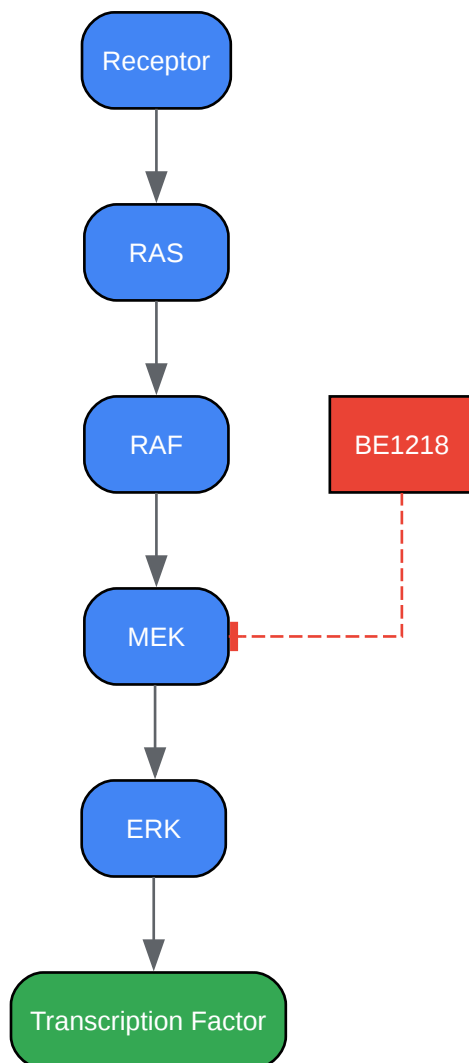 Receptor
RAS
RAF
BE1218
MEK
ERK
Transcription Factor